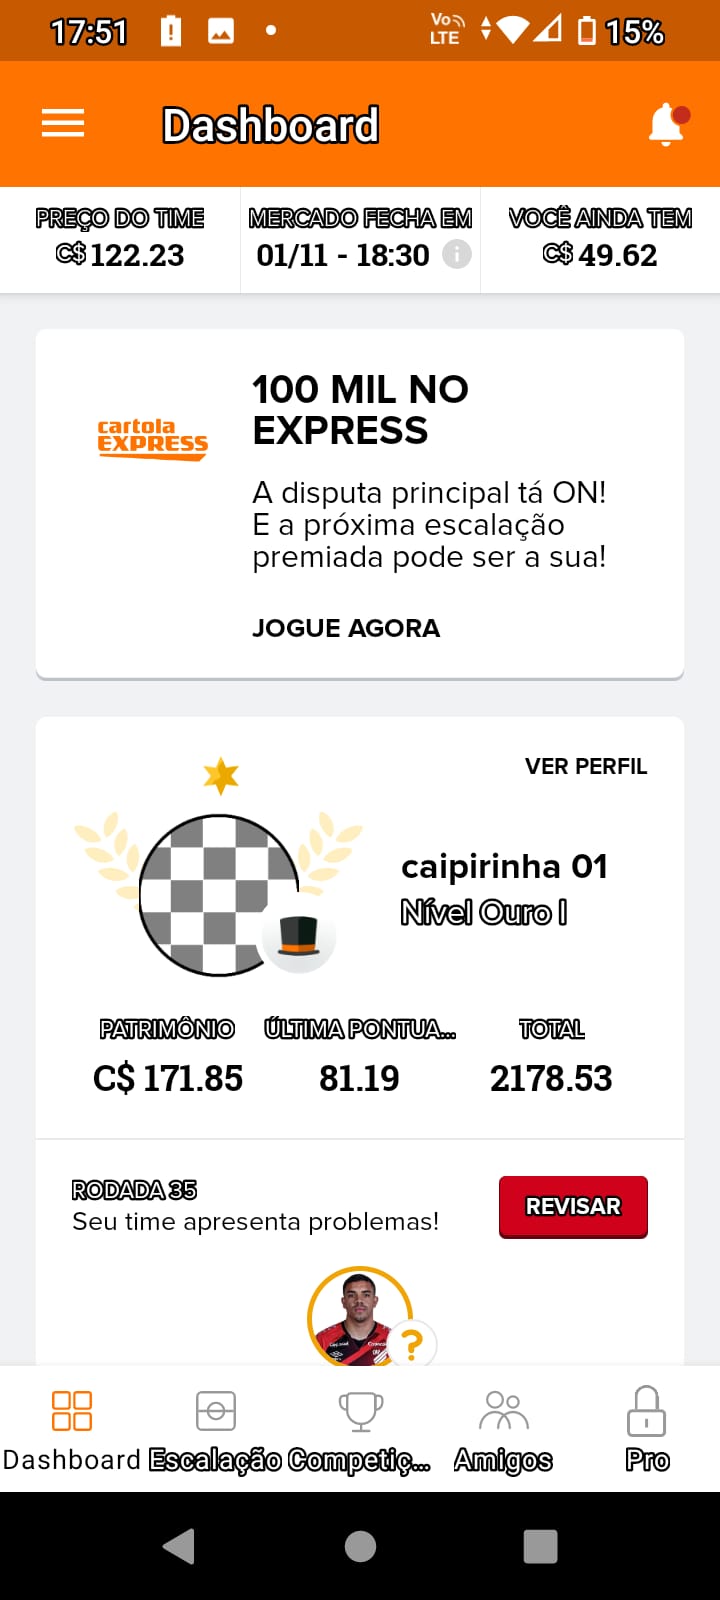 17:51
Vo
LTE
15%
Dashboard
PREÇO DO TIME
C$ 122.23
MERCADO FECHA EM
01/11 - 18:30
VOCÊ AINDA TEM
C$ 49.62
cartola
EXPRESS
100 MIL NO
EXPRESS
A disputa principal tá ON!
E a próxima escalação
premiada pode ser a sua!
JOGUE AGORA
VER PERFIL
caipirinha 01
Nível Ouro I
PATRIMÔNIO
C$ 171.85
ÚLTIMA PONTUA...
81.19
TOTAL
2178.53
RODADA 35
Seu time apresenta problemas!
REVISAR
?
Dashboard
Escalação
Competiç...
Amigos
Pro